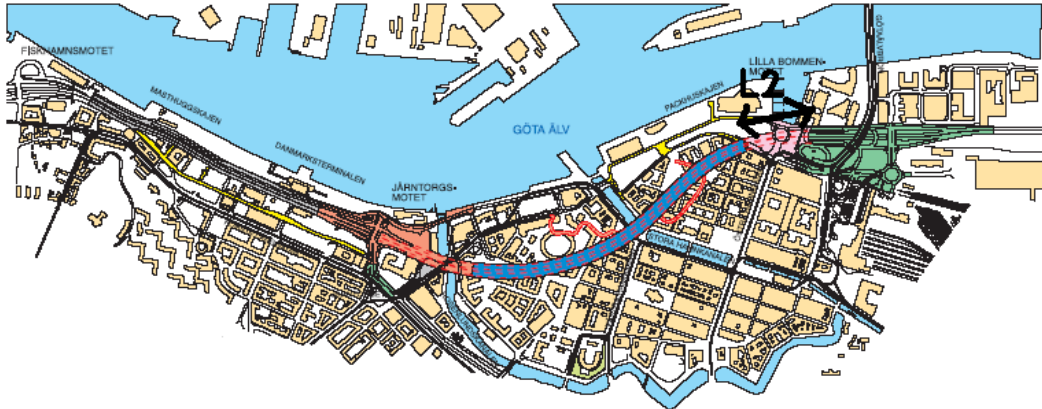 FISKHAMNSMOTET
MASTHUGGSKAJEN
DANMARKSTERMINALEN
JÄRNTORGS-
MOTET
GÖTA ÄLV
PACKHUSKAJEN
LILLA BOMMEN-
MOTET
L2
STORA HAMNKANALEN